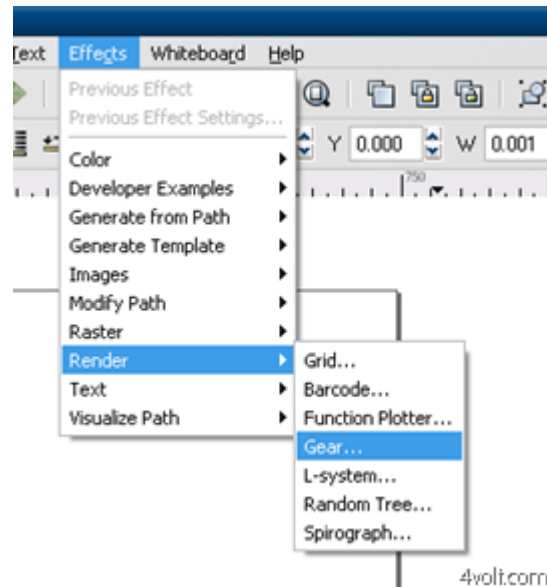 Text Effects Whiteboard Help
Previous Effect
Previous Effect Settings...
Y 0.000 W 0.001
Color
750
Developer Examples
Generate from Path
Generate Template
Images
Modify Path
Raster
Render
Grid...
Text
Barcode...
Visualize Path
Function Plotter...
Gear...
L-system...
Random Tree...
Spirograph...
4volt.com